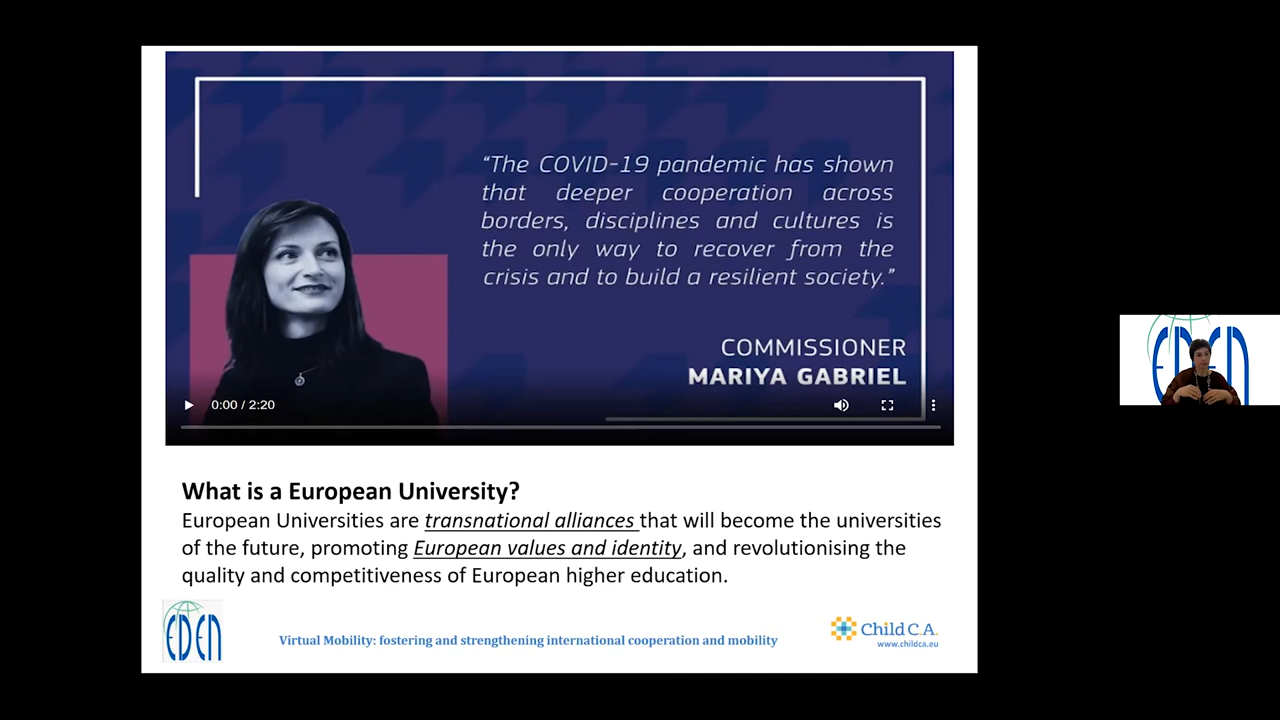 “The COVID-19 pandemic has shown
that deeper cooperation across
borders, disciplines and cultures is
the only way to recover from the
crisis and to build a resilient society.”
COMMISSIONER
MARIYA GABRIEL
0:00 / 2:20
What is a European University?
European Universities are transnational alliances that will become the universities
of the future, promoting European values and identity, and revolutionising the
quality and competitiveness of European higher education.
EDEN
Virtual Mobility: fostering and strengthening international cooperation and mobility
Child C.A.
www.childca.eu
EDEN